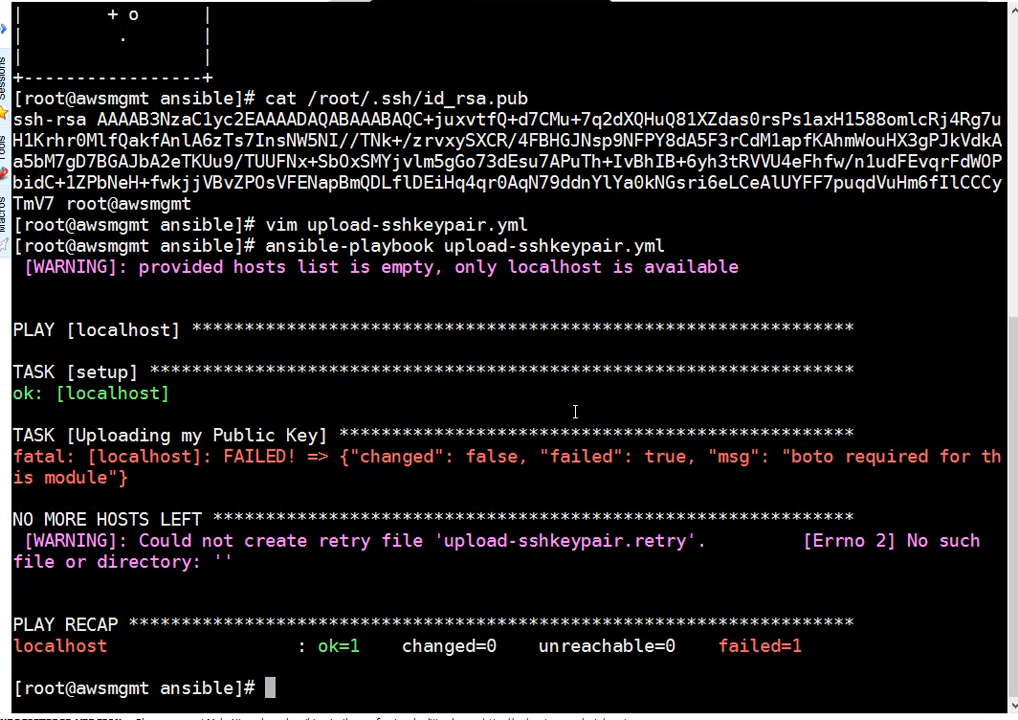 |        + o      |
|         .       |
|                 |
+-----------------+
[root@awsmgmt ansible]# cat /root/.ssh/id_rsa.pub
ssh-rsa AAAAB3NzaC1yc2EAAAADAQABAAABAQC+juxvtfQ+d7CMu+7q2dXQHuQ81XZdas0rsPs1axH1588omlcRj4Rg7u
H1Krhr0MlfQakfAnlA6zTs7InsNW5NI//TNk+/zrvxySXCR/4FBHGJNsp9NFPY8dA5F3rCdM1apfKAhmWouHX3gPJkVdkA
a5bM7gD7BGAJbA2eTKUu9/TUUFNx+SbOxSMYjvlm5gGo73dEsu7APuTh+IvBhIB+6yh3tRVVU4eFhfw/n1udFEvqrFdWOP
bidC+1ZPbNeH+fwkjjVBvZPOsVFENapBmQDLflDEiHq4qr0AqN79ddnYlYa0kNGsri6eLCeAlUYFF7puqdVuHm6fIlCCCy
TmV7 root@awsmgmt
[root@awsmgmt ansible]# vim upload-sshkeypair.yml
[root@awsmgmt ansible]# ansible-playbook upload-sshkeypair.yml
[WARNING]: provided hosts list is empty, only localhost is available
PLAY [localhost] ***************************************************************
TASK [setup] *******************************************************************
ok: [localhost]
TASK [Uploading my Public Key] *************************************************
fatal: [localhost]: FAILED! => {"changed": false, "failed": true, "msg": "boto required for th
is module"}
NO MORE HOSTS LEFT *************************************************************
[WARNING]: Could not create retry file 'upload-sshkeypair.retry'.         [Errno 2] No such
file or directory: ''
PLAY RECAP *********************************************************************
localhost                  : ok=1    changed=0    unreachable=0    failed=1
[root@awsmgmt ansible]#
Sessions
Tools
Macros